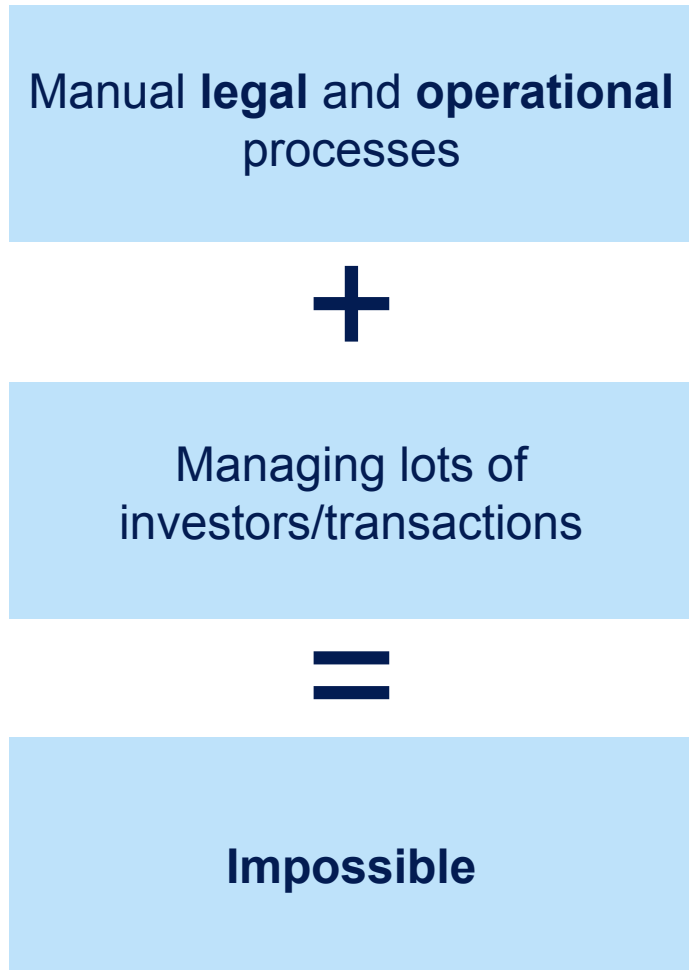 Manual legal and operational
processes
+
Managing lots of
investors/transactions
=
Impossible